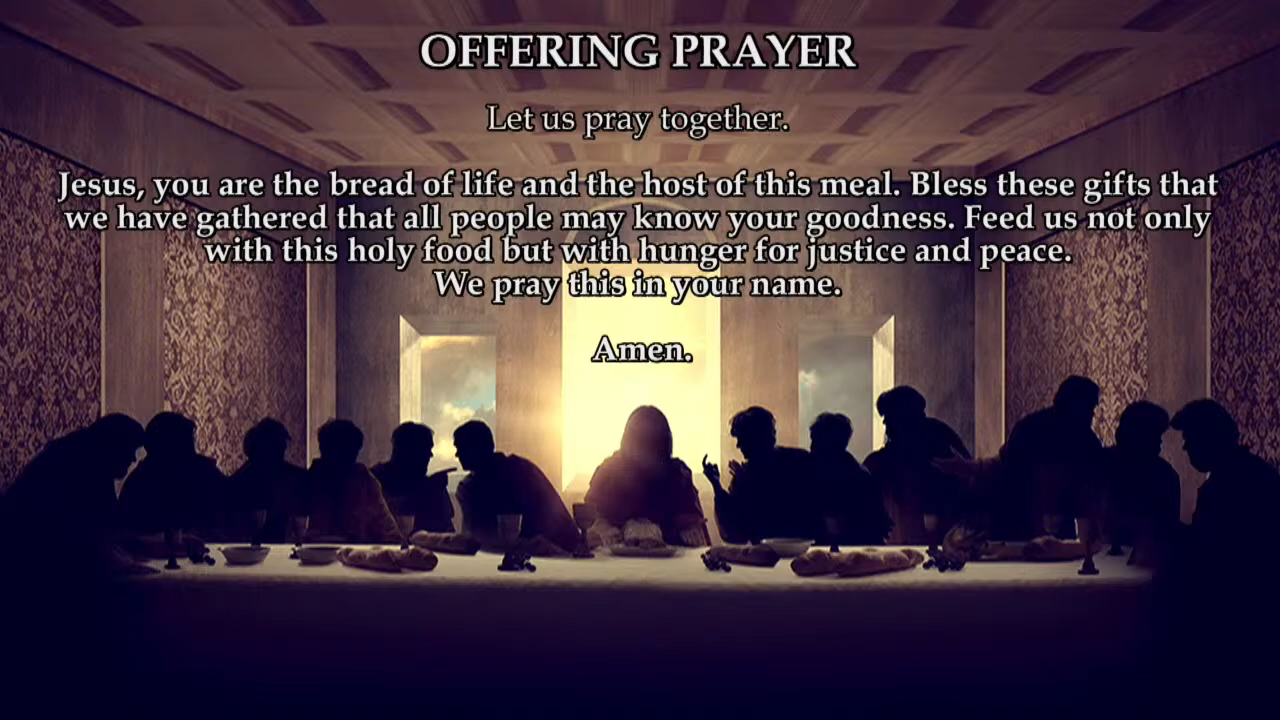 OFFERING PRAYER
Let us pray together.
Jesus, you are the bread of life and the host of this meal. Bless these gifts that
we have gathered that all people may know your goodness. Feed us not only
with this holy food but with hunger for justice and peace.
We pray this in your name.
Amen.